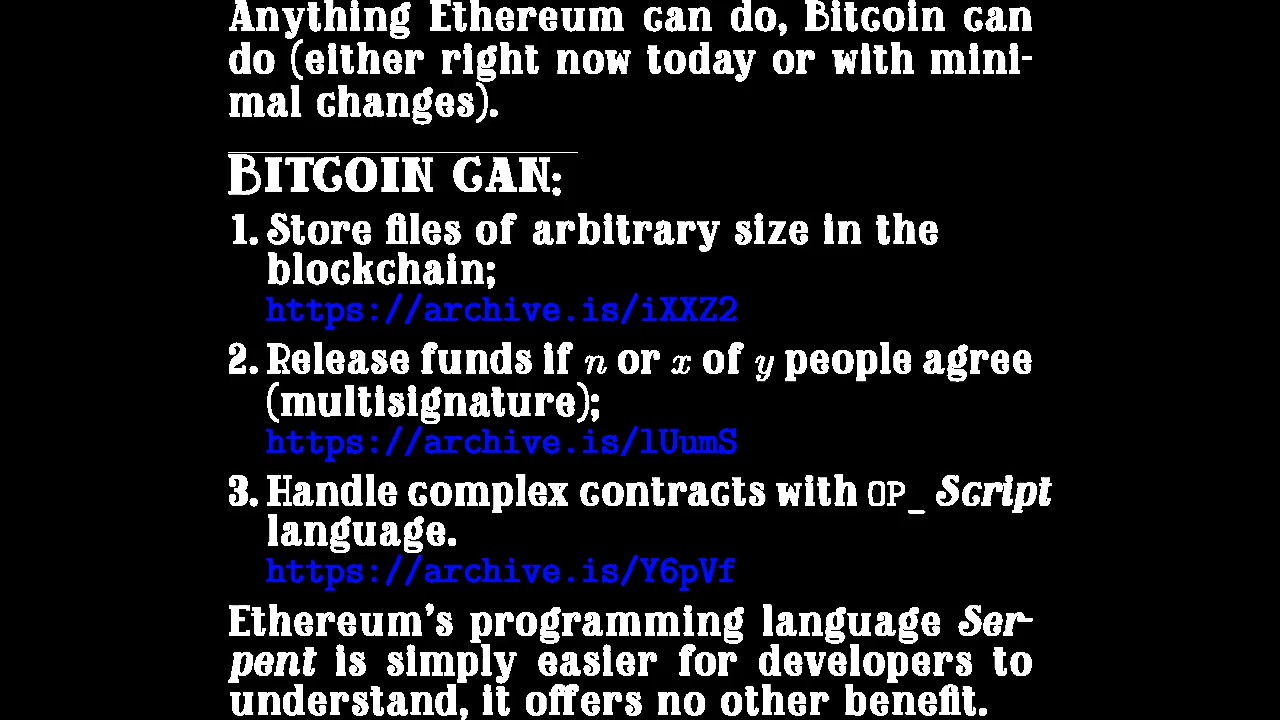 Anything Ethereum can do, Bitcoin can
do (either right now today or with mini-
mal changes).
BITCOIN CAN:
1. Store files of arbitrary size in the
blockchain;
https://archive.is/iXXZ2
2. Release funds if n or x of y people agree
(multisignature);
https://archive.is/lUumS
3. Handle complex contracts with OP_ Script
language.
https://archive.is/Y6pVf
Ethereum's programming language Ser-
pent is simply easier for developers to
understand, it offers no other benefit.